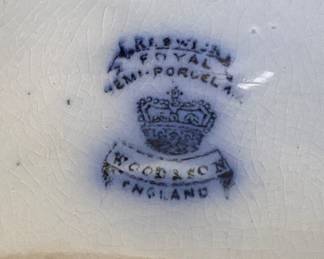 ROYAL
SEMI-PORCELAIN
WOOD & SON
ENGLAND